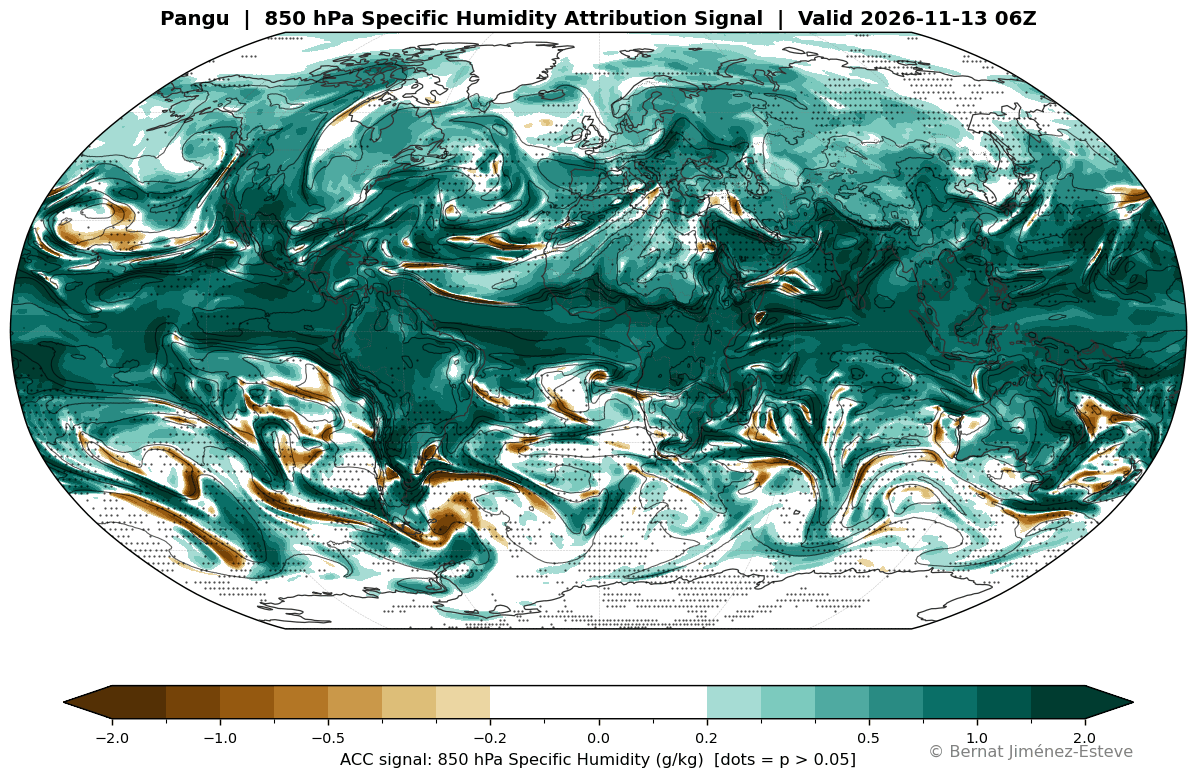 Pangu | 850 hPa Specific Humidity Attribution Signal | Valid 2026-11-13 06Z
−2.0 −1.0 −0.5 −0.2 0.0 0.2 0.5 1.0 2.0
ACC signal: 850 hPa Specific Humidity (g/kg) [dots = p > 0.05]
© Bernat Jiménez-Esteve